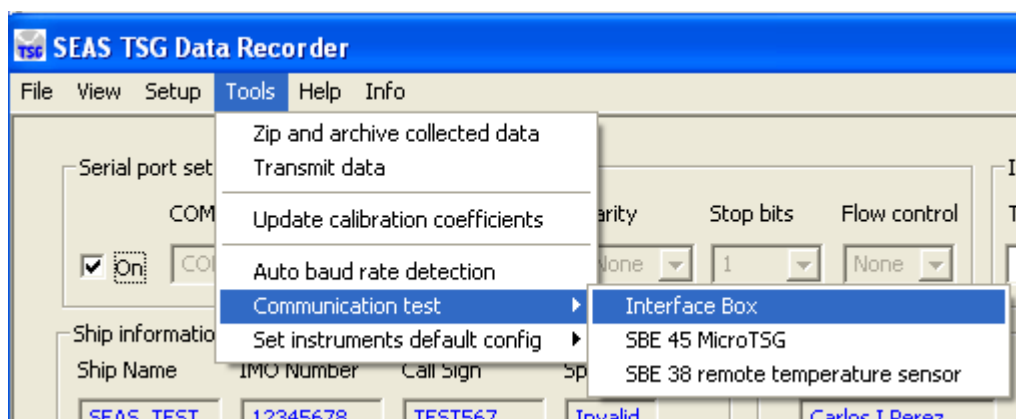 TSG SEAS TSG Data Recorder
File View Setup Tools Help Info
Zip and archive collected data
Serial port set
Transmit data
COM
Update calibration coefficients
arity Stop bits Flow control
On
None 1 None
Auto baud rate detection
Communication test
Interface Box
Set instruments default config
SBE 45 MicroTSG
SBE 38 remote temperature sensor
Ship informatio
Ship Name IMO Number Call Sign Sp
SEAS_TEST 12345678 TEST567 Invalid Carlos I Perez